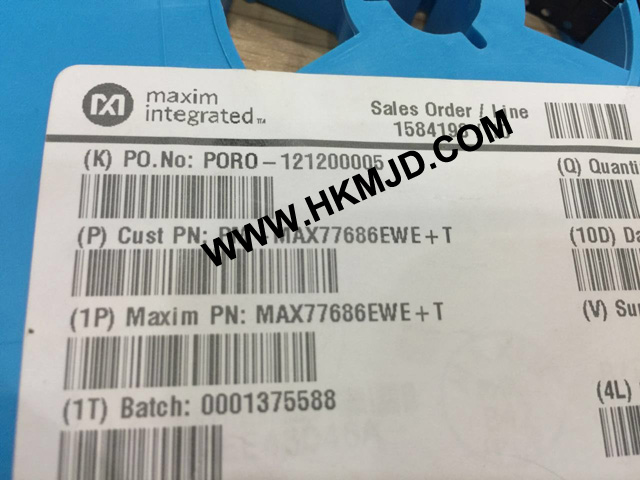 maxim
integrated™
Sales Order / Line
(K) PO.No: PORO-121200005
(Q) Quanti
WWW.HKMJD.COM
(P) Cust PN: MAX77686EWE+T
(10D) Da
(1P) Maxim PN: MAX77686EWE+T
(V) Su
(1T) Batch: 0001375588
(4L)